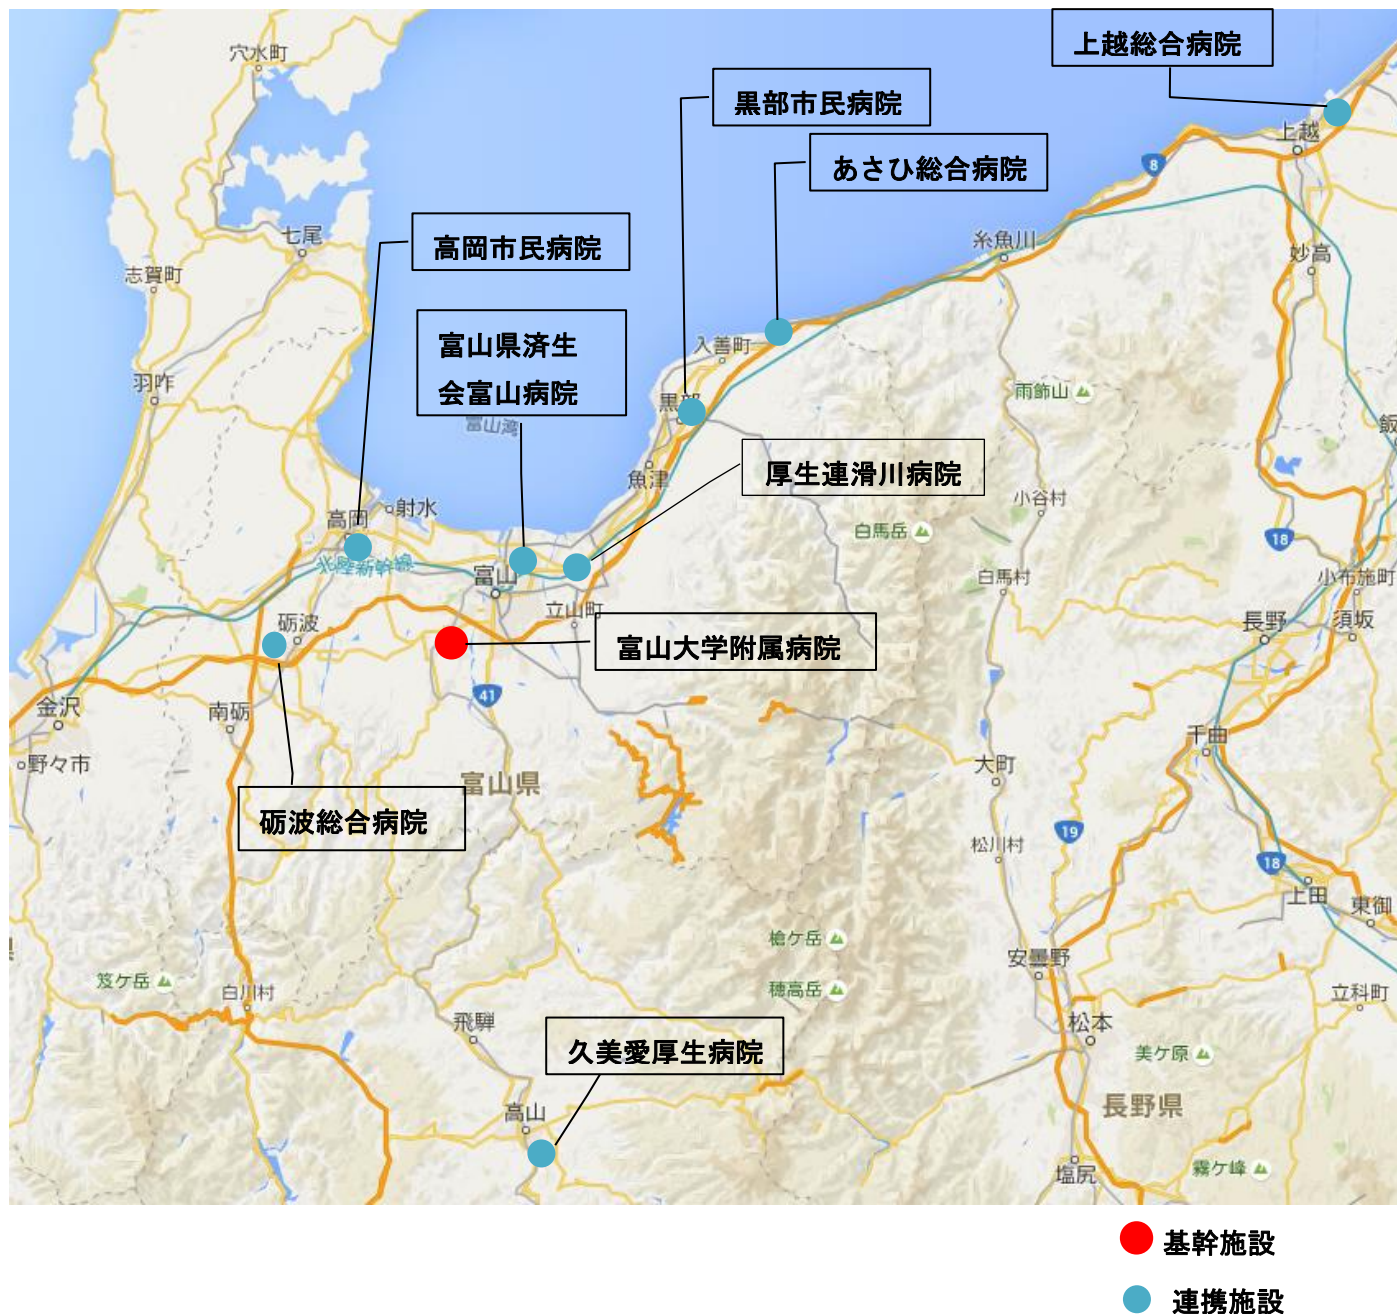 上越総合病院
穴水町
黒部市民病院
上越
あさひ総合病院
8
七尾
高岡市民病院
糸魚川
妙高
志賀町
富山県済生
会富山病院
入善町
羽咋
雨飾山
黒部
飯
富山湾
厚生連滑川病院
魚津
小谷村
射水
高岡
白馬岳
18
北陸新幹線
富山
白馬村
小布施町
立山町
砺波
長野
須坂
富山大学附属病院
41
金沢
南砺
千曲
野々市
富山県
大町
砺波総合病院
19
松川村
18
上田
東御
槍ケ岳
安曇野
笈ケ岳
穂高岳
白川村
立科町
飛騨
松本
久美愛厚生病院
美ケ原
高山
長野県
塩尻
霧ケ峰
基幹施設
連携施設